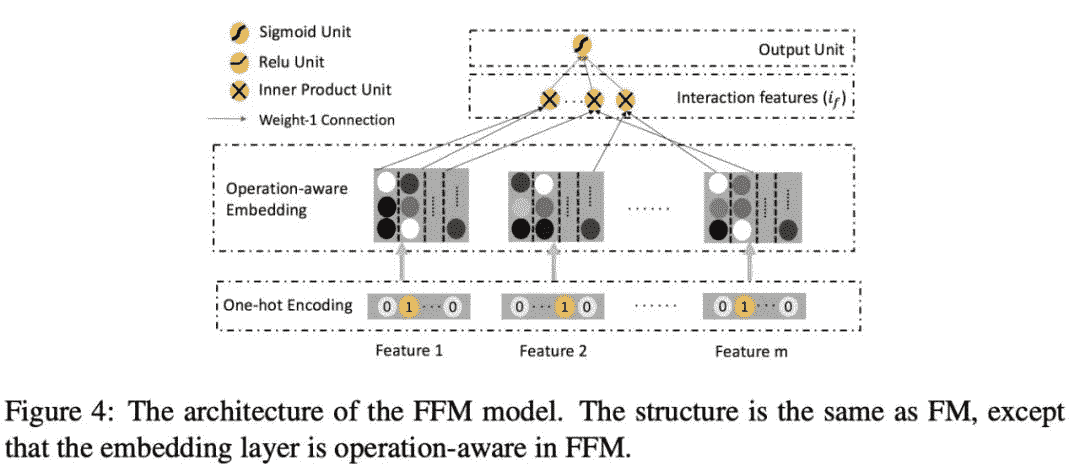 Sigmoid Unit
Relu Unit
Inner Product Unit
Weight-1 Connection
Output Unit
Interaction features (i_f)
Operation-aware
Embedding
......
One-hot Encoding
0 1 ... 0
0 ... 1 0
......
0 1 ... 0
Feature 1
Feature 2
Feature m
Figure 4: The architecture of the FFM model. The structure is the same as FM, except
that the embedding layer is operation-aware in FFM.